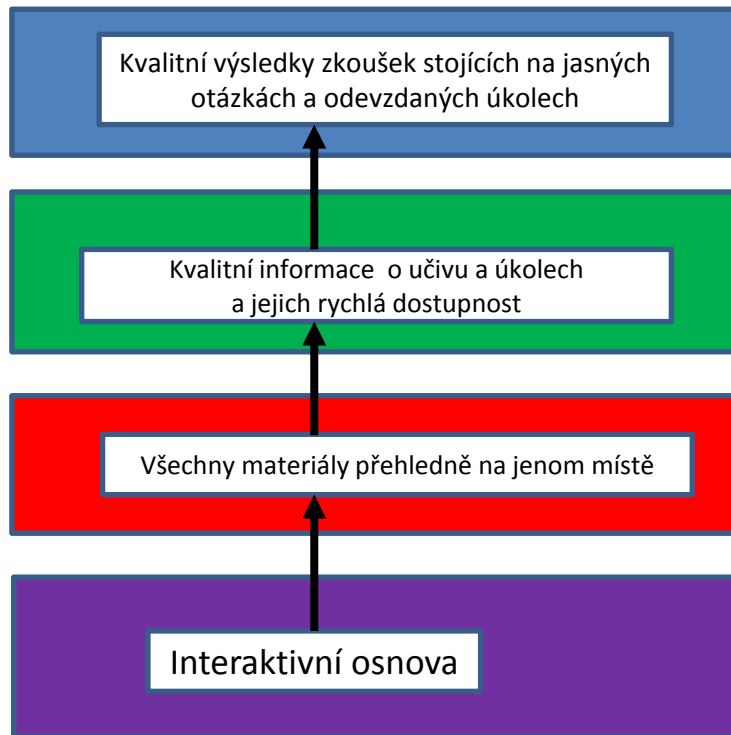 Kvalitní výsledky zkoušek stojících na jasných
otázkách a odevzdaných úkolech
Kvalitní informace  o učivu a úkolech
a jejich rychlá dostupnost
Všechny materiály přehledně na jenom místě
Interaktivní osnova